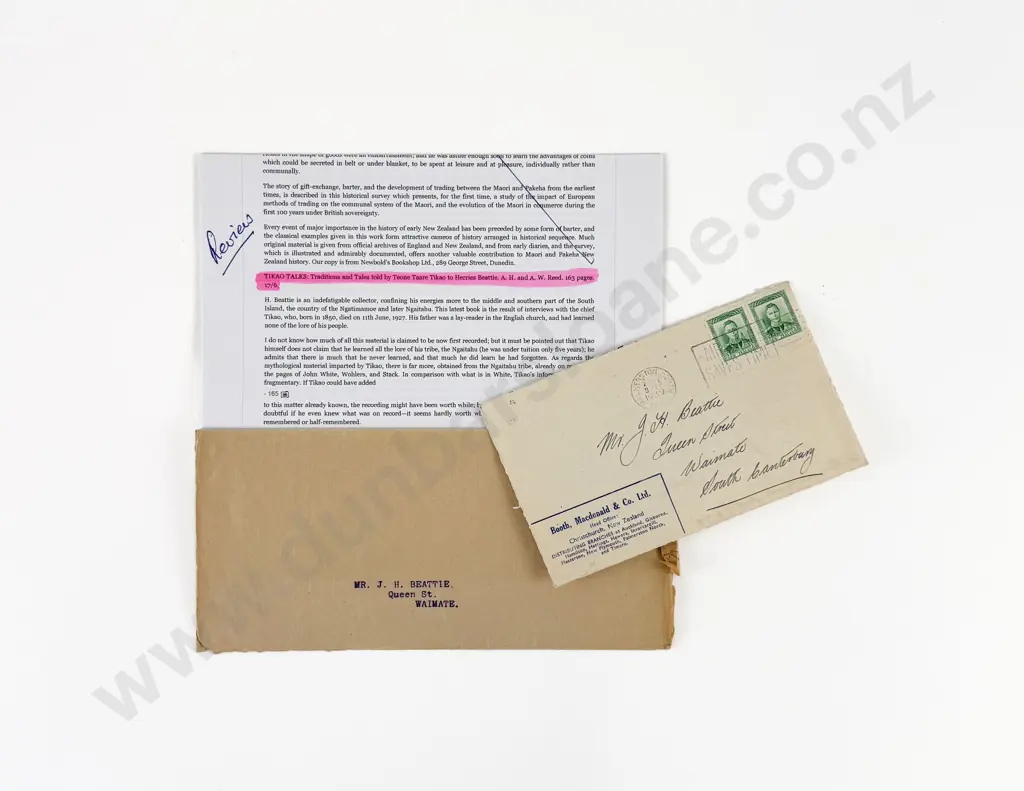 which could be secreted in belt or under blanket, to be spent at leisure and at pleasure, individually rather than
communally.
The story of gift-exchange, barter, and the development of trading between the Maori and Pakeha from the earliest
times, is described in this historical survey which presents, for the first time, a study of the impact of European
methods of trading on the communal system of the Maori, and the evolution of the Maori in commerce during the
first 100 years under British sovereignty.
Every event of major importance in the history of early New Zealand has been preceded by some form of barter, and
the classical examples given in this work form attractive cameos of history arranged in historical sequence. Much
original material is given from official archives of England and New Zealand, and from early diaries, and the survey,
which is illustrated and admirably documented, offers another valuable contribution to Maori and Pakeha New
Zealand history. Our copy is from Newbold's Bookshop Ltd., 289 George Street, Dunedin.
Review
TIKAO TALKS: Traditions and Tales told by Teone Taare Tikao to Herries Beattie. A. H. and A. W. Reed. 163 pages.
17/6.
H. Beattie is an indefatigable collector, confining his energies more to the middle and southern part of the South
Island, the country of the Ngatimamoe and later Ngaitahu. This latest book is the result of interviews with the chief
Tikao, who, born in 1850, died on 11th June, 1927. His father was a lay-reader in the English church, and had learned
none of the lore of his people.
I do not know how much of all this material is claimed to be now first recorded; but it must be pointed out that Tikao
himself does not claim that he learned all the lore of his tribe, the Ngaitahu (he was under tuition only five years); he
admits that there is much that he never learned, and that much he did learn he had forgotten. As regards the
mythological material imparted by Tikao, there is far more, obtained from the Ngaitahu tribe, already on
the pages of John White, Wohlers, and Stack. In comparison with what is in White, Tikao's
fragmentary. If Tikao could have added
- 165
to this matter already known, the recording might have been worth while;
doubtful if he even knew what was on record—it seems hardly worth
remembered or half-remembered.
Mr. J. H. Beattie
Queen Street
Waimate
South Canterbury
Booth, Macdonald & Co. Ltd.
Head Office:
Christchurch, New Zealand
DISTRIBUTING BRANCHES at Auckland, Gisborne,
Hamilton, Hastings, Hawera, Invercargill,
Masterton, New Plymouth, Palmerston North,
and Timaru.
MR. J. H. BEATTIE,
Queen St.
WAIMATE.
www.dunbarsloane.co.nz